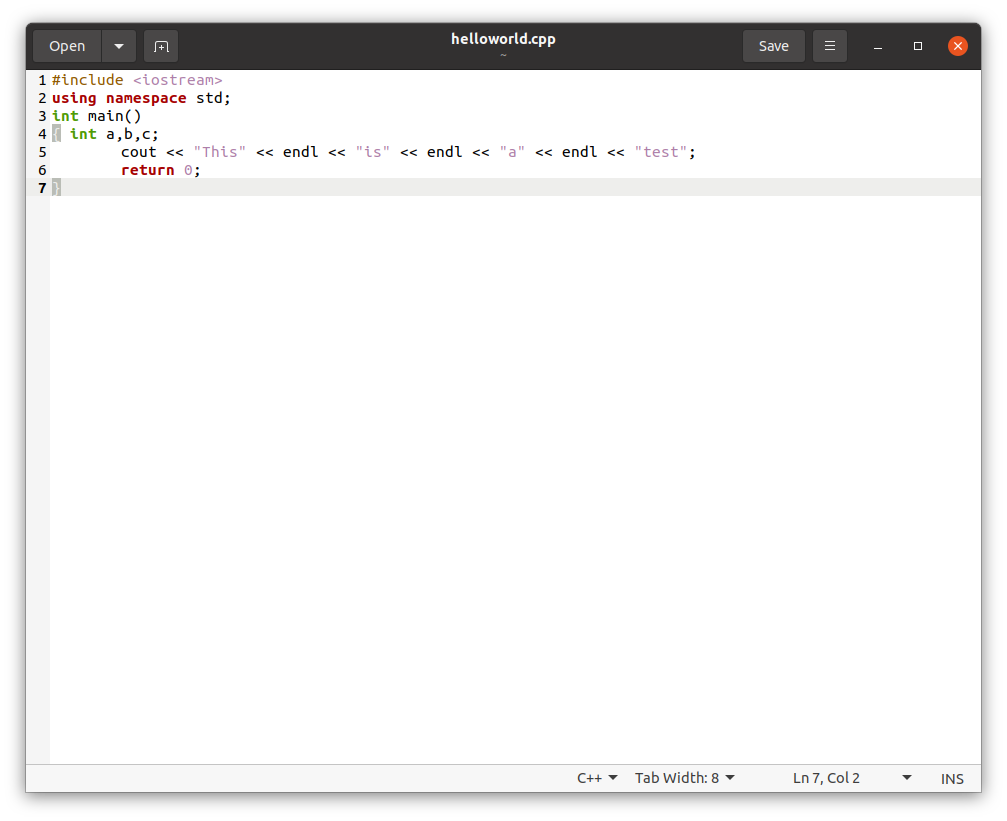 Open
helloworld.cpp
~
Save
1 #include <iostream>
2 using namespace std;
3 int main()
4 { int a,b,c;
5 cout << "This" << endl << "is" << endl << "a" << endl << "test";
6 return 0;
7 }
C++ Tab Width: 8 Ln 7, Col 2 INS